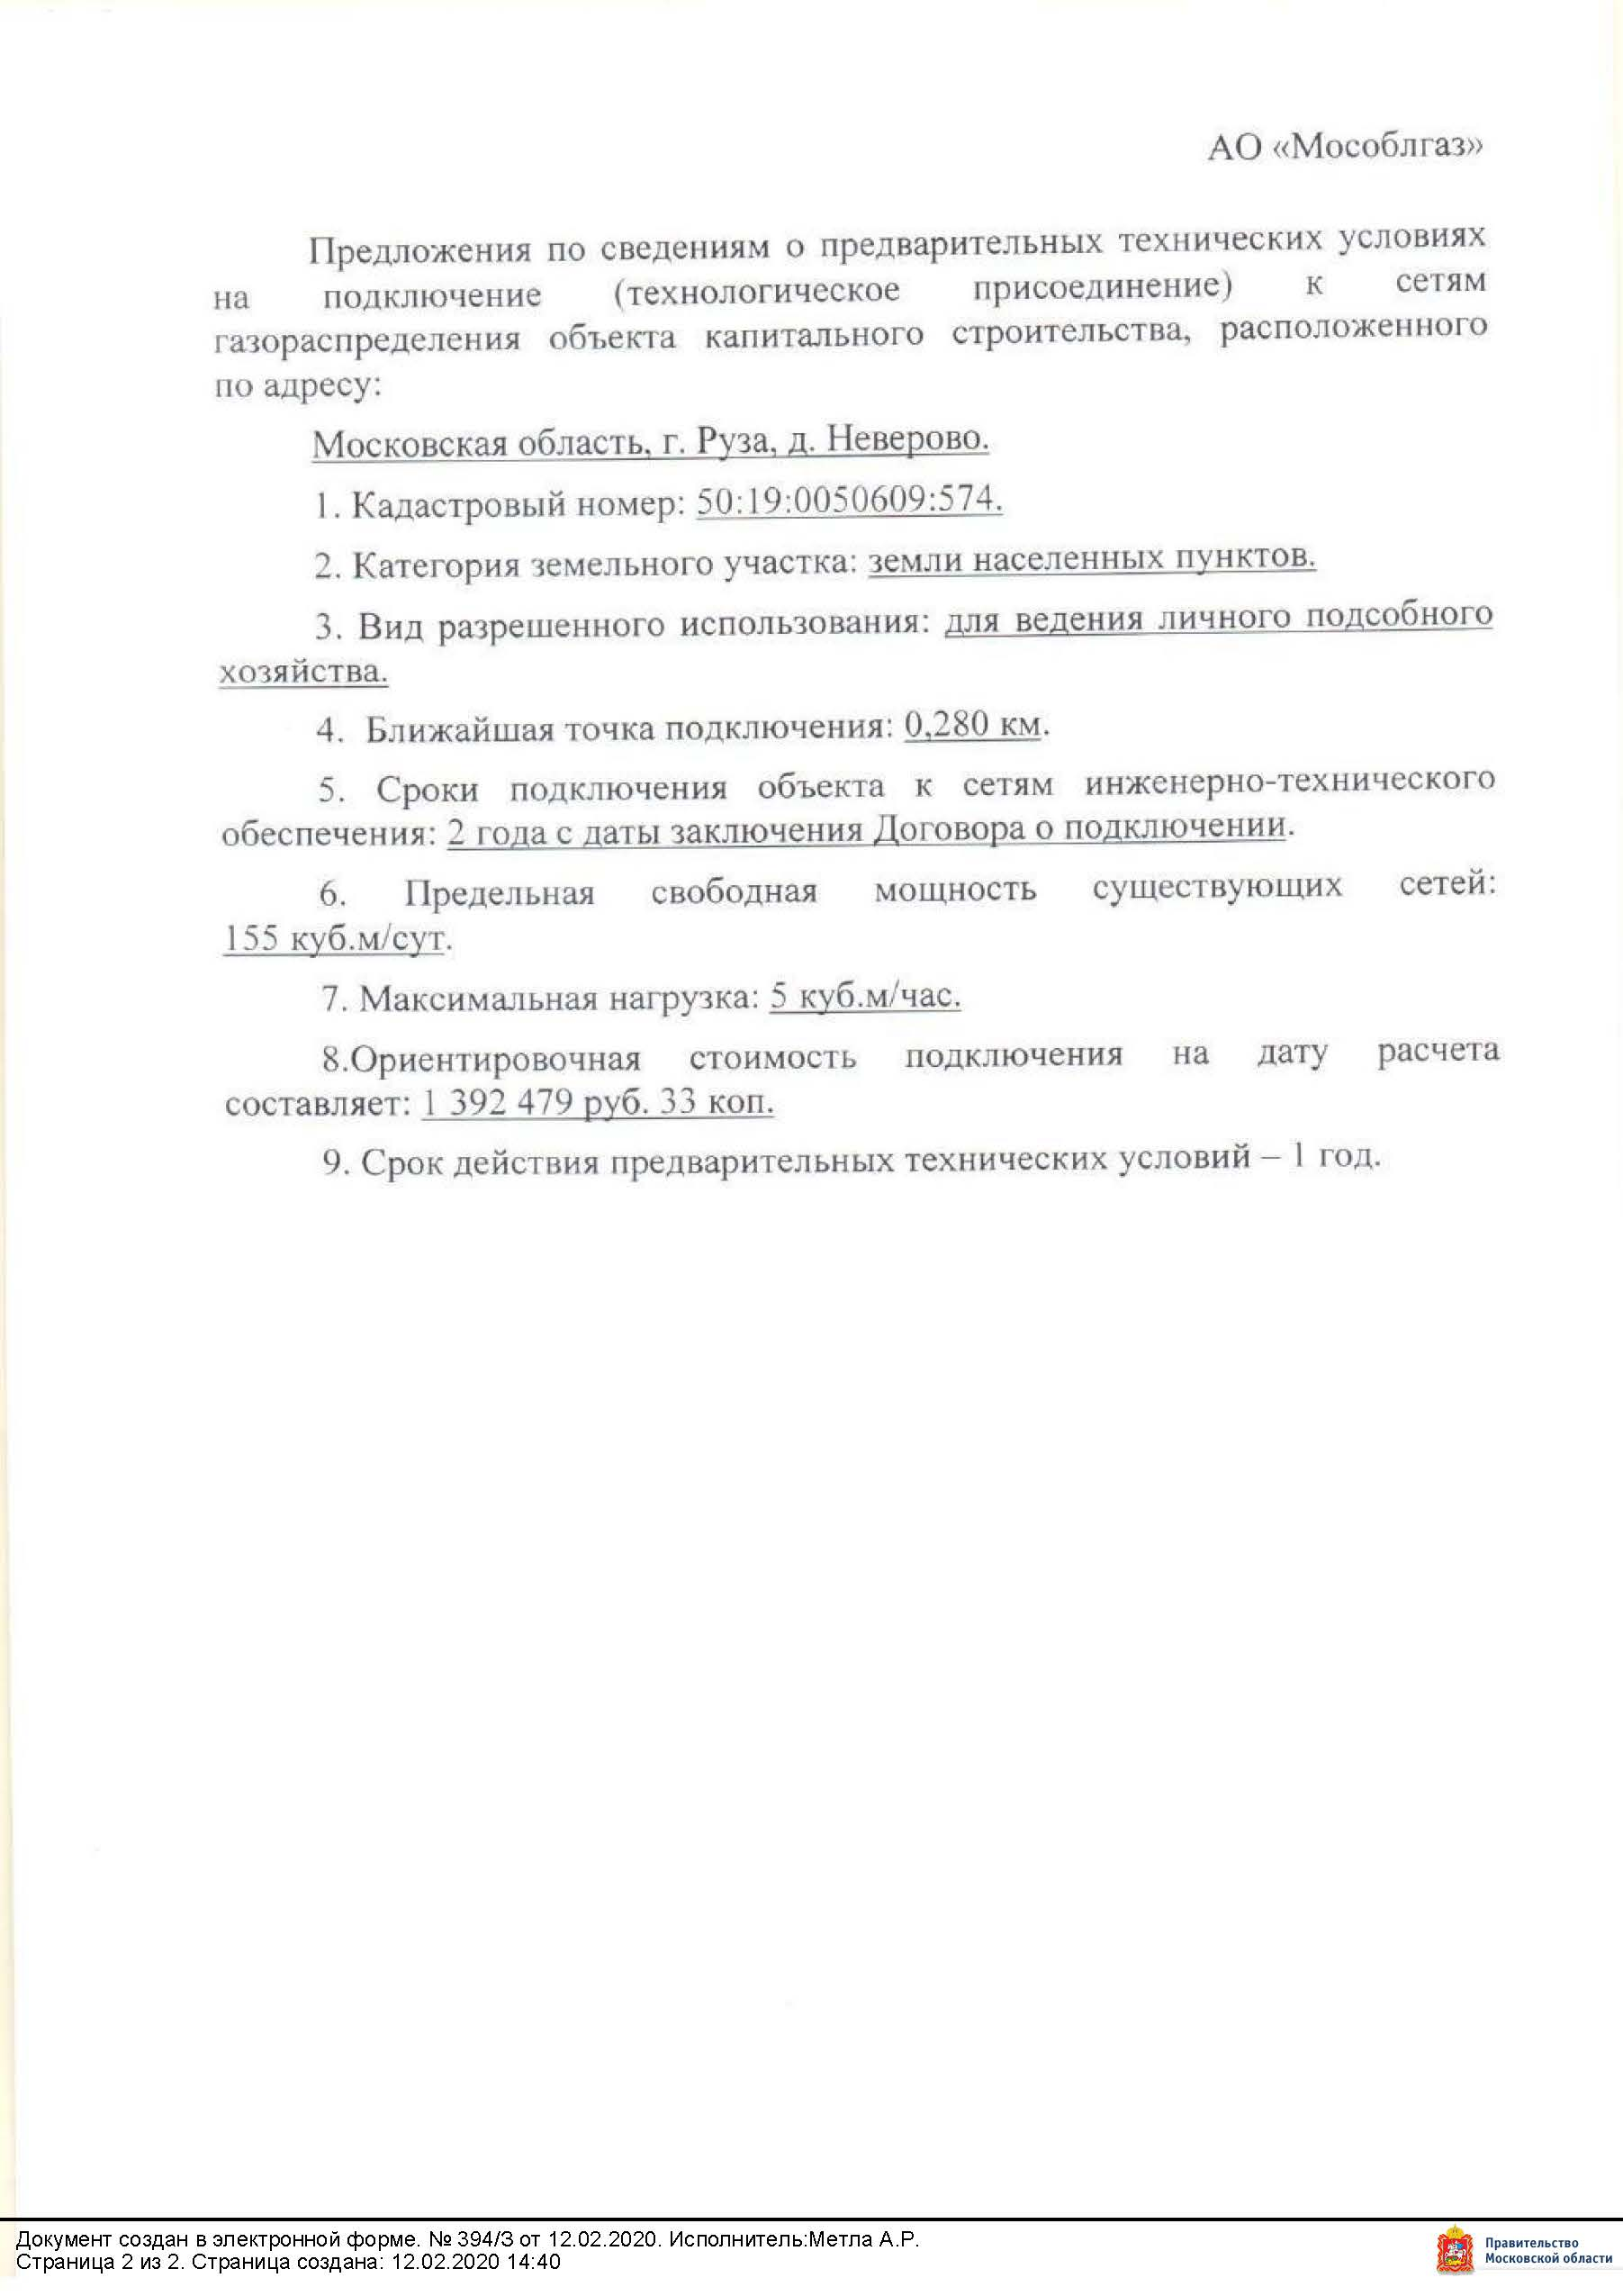 АО «Мособлгаз»
Предложения по сведениям о предварительных технических условиях
на подключение (технологическое присоединение) к сетям
газораспределения объекта капитального строительства, расположенного
по адресу:
Московская область, г. Руза, д. Неверово.
1. Кадастровый номер: 50:19:0050609:574.
2. Категория земельного участка: земли населенных пунктов.
3. Вид разрешенного использования: для ведения личного подсобного
хозяйства.
4. Ближайшая точка подключения: 0,280 км.
5. Сроки подключения объекта к сетям инженерно-технического
обеспечения: 2 года с даты заключения Договора о подключении.
6. Предельная свободная мощность существующих сетей:
155 куб.м/сут.
7. Максимальная нагрузка: 5 куб.м/час.
8.Ориентировочная стоимость подключения на дату расчета
составляет: 1 392 479 руб. 33 коп.
9. Срок действия предварительных технических условий – 1 год.
Документ создан в электронной форме. № 394/3 от 12.02.2020. Исполнитель:Метла А.Р.
Страница 2 из 2. Страница создана: 12.02.2020 14:40
Правительство
Московской области